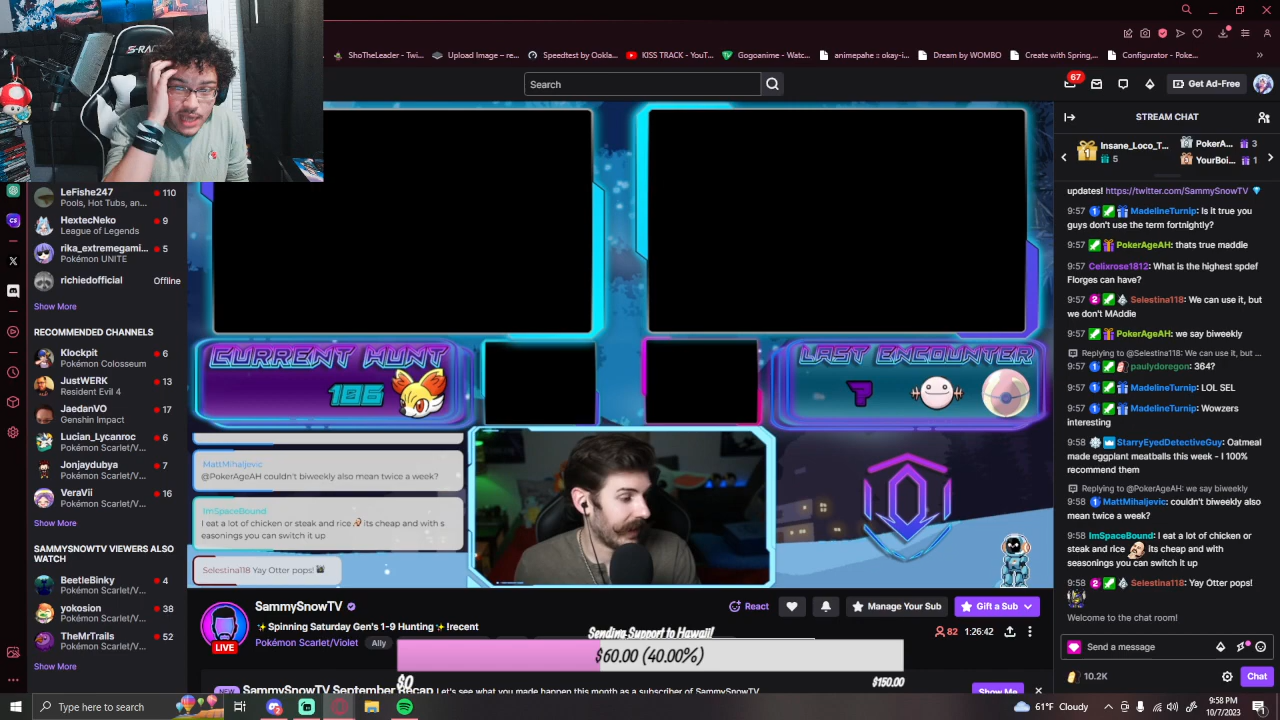 S-RAC
ShoTheLeader - Twi...
Upload Image -- re...
Speedtest by Ookla...
KISS TRACK - YouT...
Gogoanime - Watc...
animepahe :: okay-i...
Dream by WOMBO
Create with Spring,...
Configurator - Poke...
Search
67
Get Ad-Free
STREAM CHAT
Insane_Loco_T...
5
PokerA... 3
YourBoi...
LeFishe247 110
Pools, Hot Tubs, an...
HextecNeko 9
League of Legends
rika_extremegami... 5
Pokémon UNITE
richiedofficial Offline
Show More
RECOMMENDED CHANNELS
Klockpit 6
Pokémon Colosseum
JustWERK 13
Resident Evil 4
JaedanVO 17
Genshin Impact
Lucian_Lycanroc 6
Pokémon Scarlet/V...
Jonjaydubya 7
Pokémon Scarlet/V...
VeraVii 16
Pokémon Scarlet/V...
Show More
SAMMYSNOWTV VIEWERS ALSO
WATCH
BeetleBinky 4
Pokémon Scarlet/V...
yokosion 38
Pokémon Scarlet/V...
TheMrTrails 52
Pokémon Scarlet/V...
Show More
CURRENT HUNT
186
LAST ENCOUNTER
?
MattMihaljevic
@PokerAgeAH couldn't biweekly also mean twice a week?
ImSpaceBound
I eat a lot of chicken or steak and rice its cheap and with s
easonings you can switch it up
Selestina118 Yay Otter pops!
updates! https://twitter.com/SammySnowTV
9:57 MadelineTurnip: Is it true you
guys don't use the term fortnightly?
9:57 PokerAgeAH: thats true maddie
9:57 Celixrose1812: What is the highest spdef
Florges can have?
9:57 Selestina118: We can use it, but
we don't MAddie
9:57 PokerAgeAH: we say biweekly
Replying to @Selestina118: We can use it, but ...
9:57 paulydoregon: 364?
9:57 MadelineTurnip: LOL SEL
9:57 MadelineTurnip: Wowzers
interesting
9:58 StarryEyedDetectiveGuy: Oatmeal
made eggplant meatballs this week - I 100%
recommend them
Replying to @PokerAgeAH: we say biweekly
9:58 MattMihaljevic: couldn't biweekly also
mean twice a week?
9:58 ImSpaceBound: I eat a lot of chicken or
steak and rice its cheap and with
seasonings you can switch it up
9:58 Selestina118: Yay Otter pops!
Welcome to the chat room!
Send a message
10.2K
Chat
SammySnowTV
LIVE
✨Spinning Saturday Gen's 1-9 Hunting ✨ !recent
Pokémon Scarlet/Violet Ally
React
Manage Your Sub
Gift a Sub
82 1:26:42
Sending Support to Hawaii!
$60.00 (40.00%)
$0
$150.00
NEW SammySnowTV September Recap Let's see what you made happen this month as a subscriber of SammySnowTV
Show Me
Type here to search
2
61°F
9:58 PM
10/7/2023